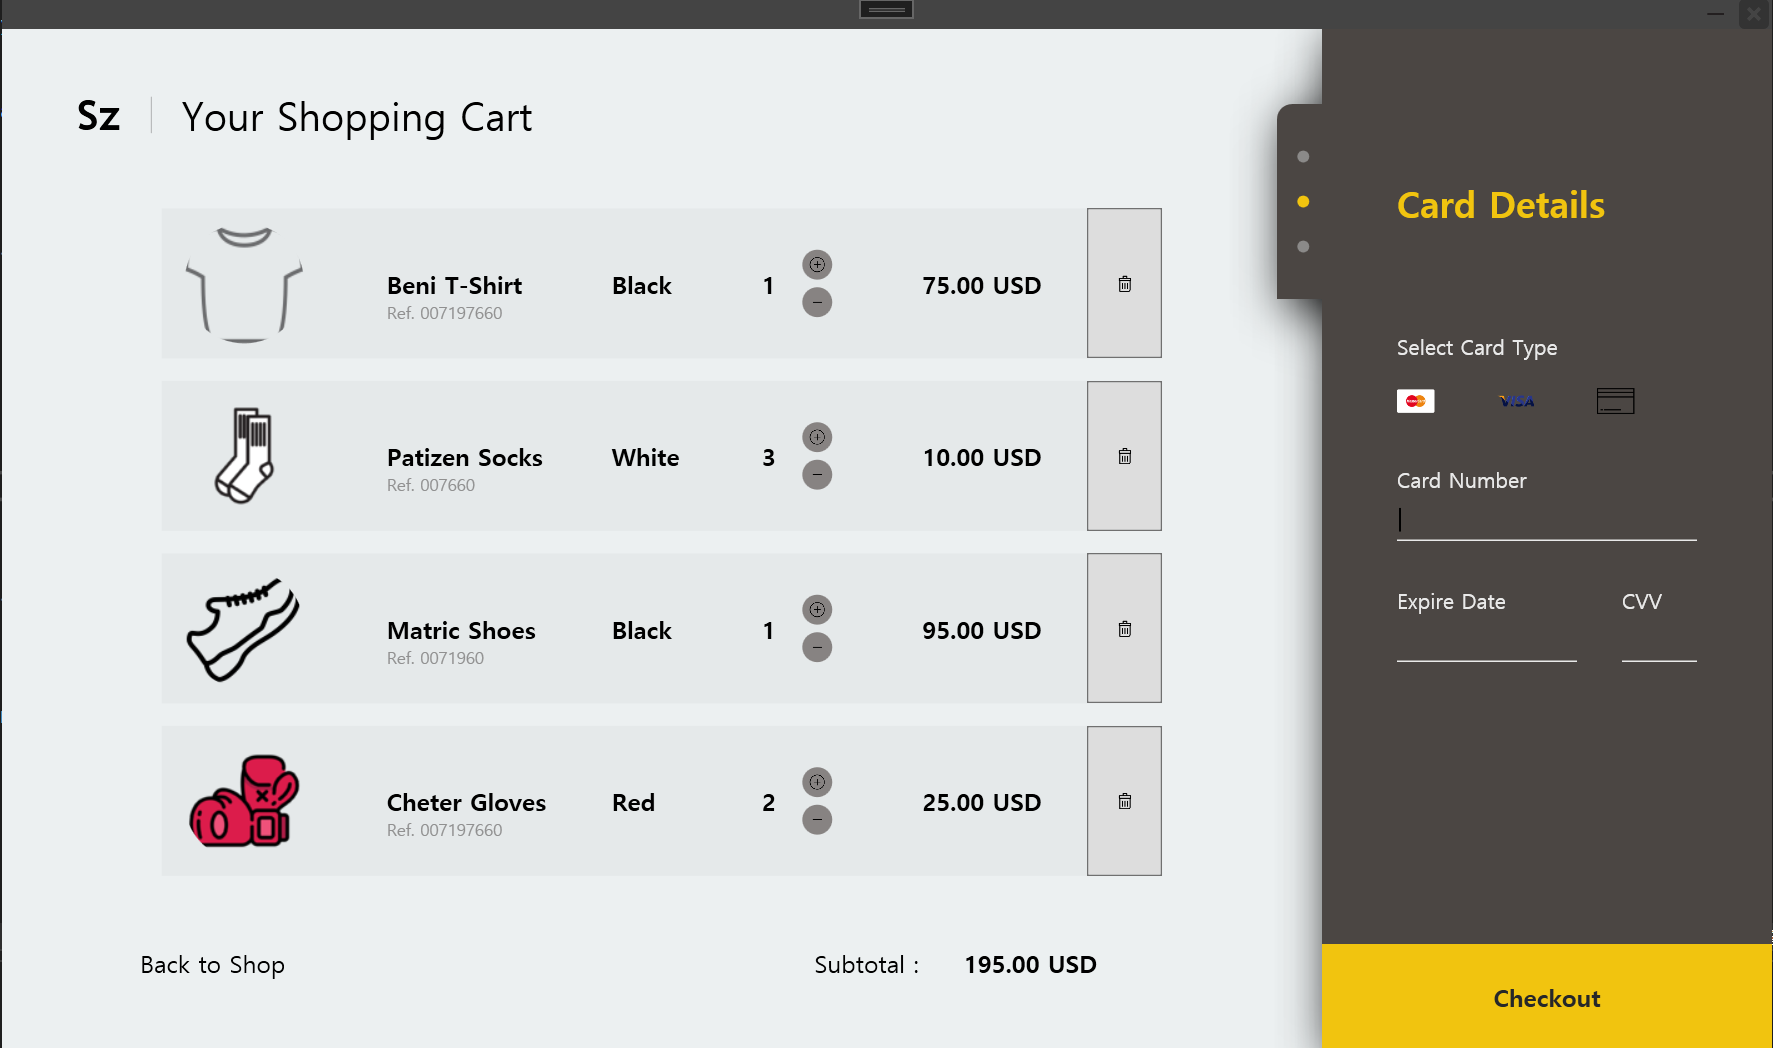 Sz
Your Shopping Cart
Beni T-Shirt Black 1 75.00 USD
Ref. 007197660
Patizen Socks White 3 10.00 USD
Ref. 007660
Matric Shoes Black 1 95.00 USD
Ref. 0071960
Cheter Gloves Red 2 25.00 USD
Ref. 007197660
Back to Shop
Subtotal : 195.00 USD
Card Details
Select Card Type
VISA
Card Number
Expire Date CVV
Checkout